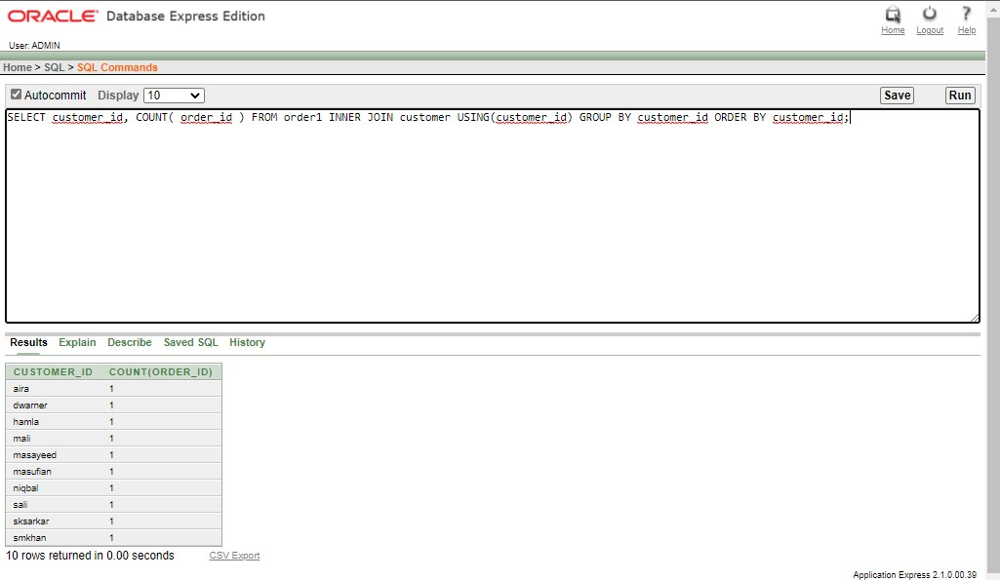 ORACLE® Database Express Edition
Home Logout Help
User: ADMIN
Home > SQL > SQL Commands
Autocommit Display 10 Save Run
SELECT customer_id, COUNT( order_id ) FROM order1 INNER JOIN customer USING(customer_id) GROUP BY customer_id ORDER BY customer_id;
Results Explain Describe Saved SQL History
CUSTOMER_ID COUNT(ORDER_ID)
aira 1
dwarner 1
hamla 1
mali 1
masayeed 1
masufian 1
niqbal 1
sali 1
sksarkar 1
smkhan 1
10 rows returned in 0.00 seconds CSV Export
Application Express 2.1.0.00.39